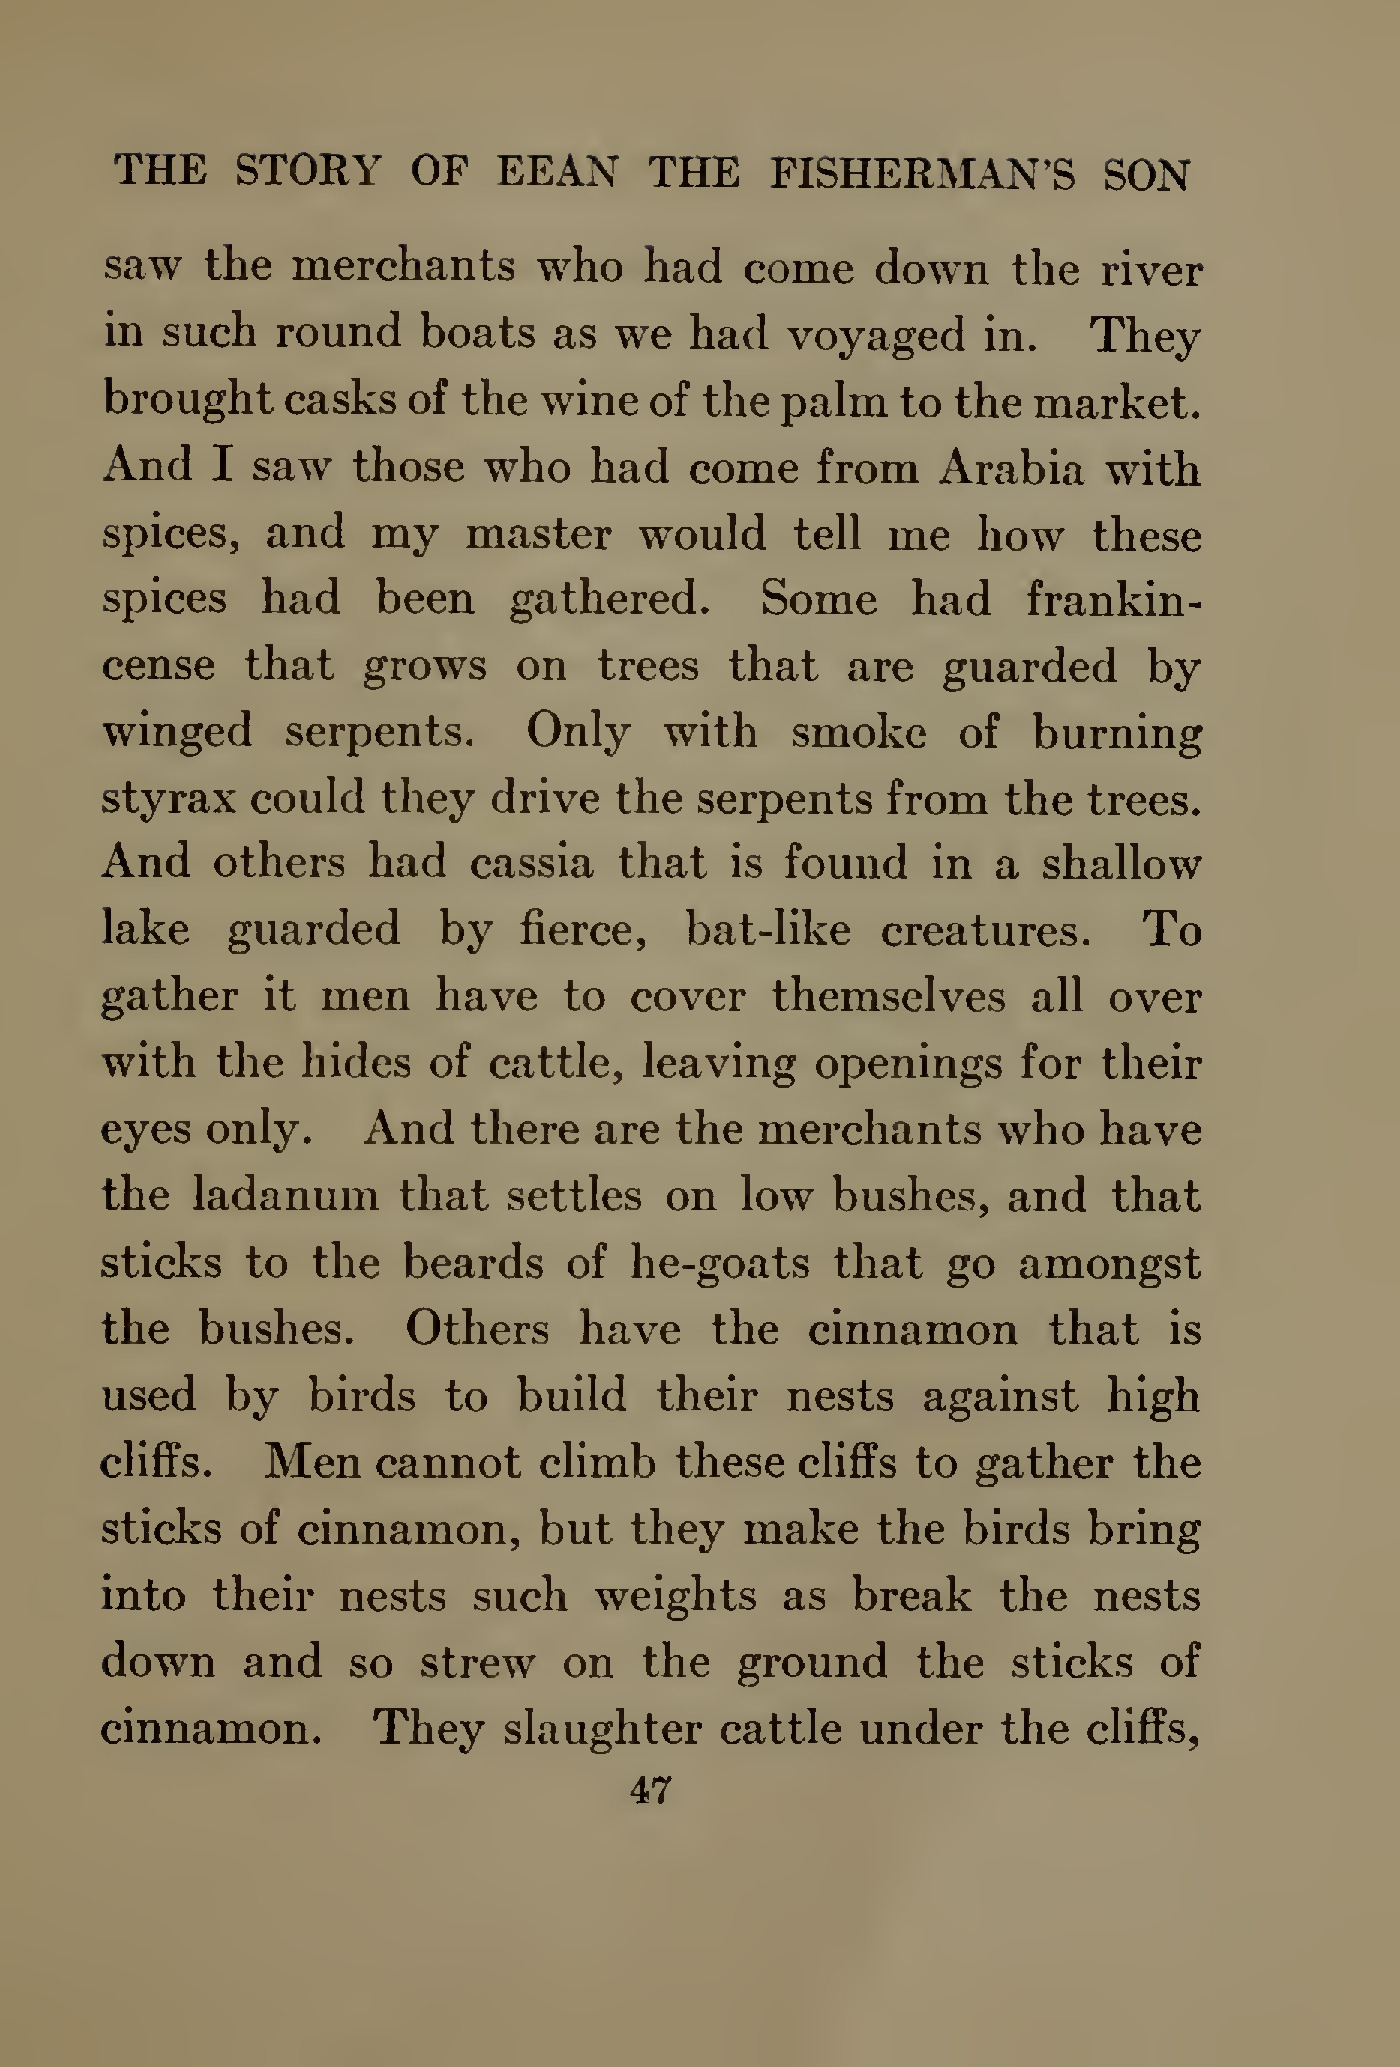 THE STORY OF EEAN THE FISHERMAN'S SON
saw the merchants who had come down the river
in such round boats as we had voyaged in. They
brought casks of the wine of the palm to the market.
And I saw those who had come from Arabia with
spices, and my master would tell me how these
spices had been gathered. Some had frankin-
cense that grows on trees that are guarded by
winged serpents. Only with smoke of burning
styrax could they drive the serpents from the trees.
And others had cassia that is found in a shallow
lake guarded by fierce, bat-like creatures. To
gather it men have to cover themselves all over
with the hides of cattle, leaving openings for their
eyes only. And there are the merchants who have
the ladanum that settles on low bushes, and that
sticks to the beards of he-goats that go amongst
the bushes. Others have the cinnamon that is
used by birds to build their nests against high
cliffs. Men cannot climb these cliffs to gather the
sticks of cinnamon, but they make the birds bring
into their nests such weights as break the nests
down and so strew on the ground the sticks of
cinnamon. They slaughter cattle under the cliffs,
47